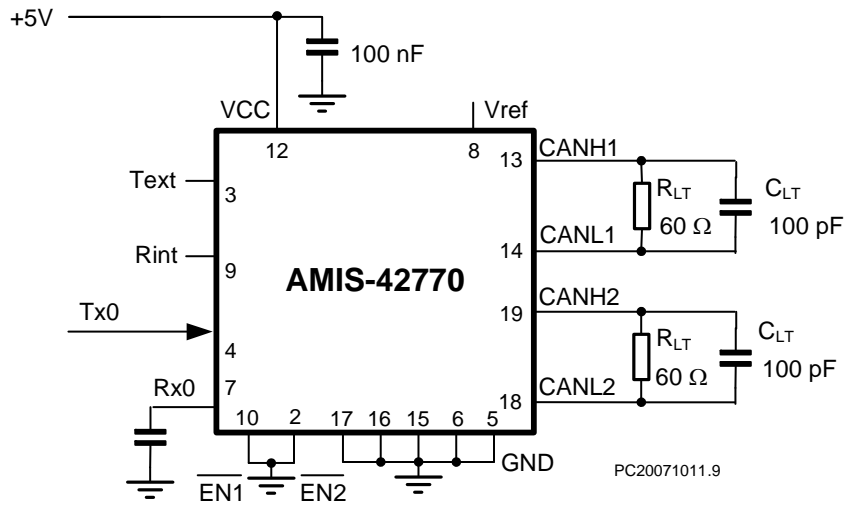 +5V
100 nF
VCC
Vref
12
8
13
CANH1
Text
3
RLT
60 Ω
CLT
100 pF
14
CANL1
Rint
9
AMIS-42770
19
CANH2
Tx0
4
RLT
60 Ω
CLT
100 pF
Rx0
7
18
CANL2
10
2
17
16
15
6
5
GND
EN1
EN2
PC20071011.9